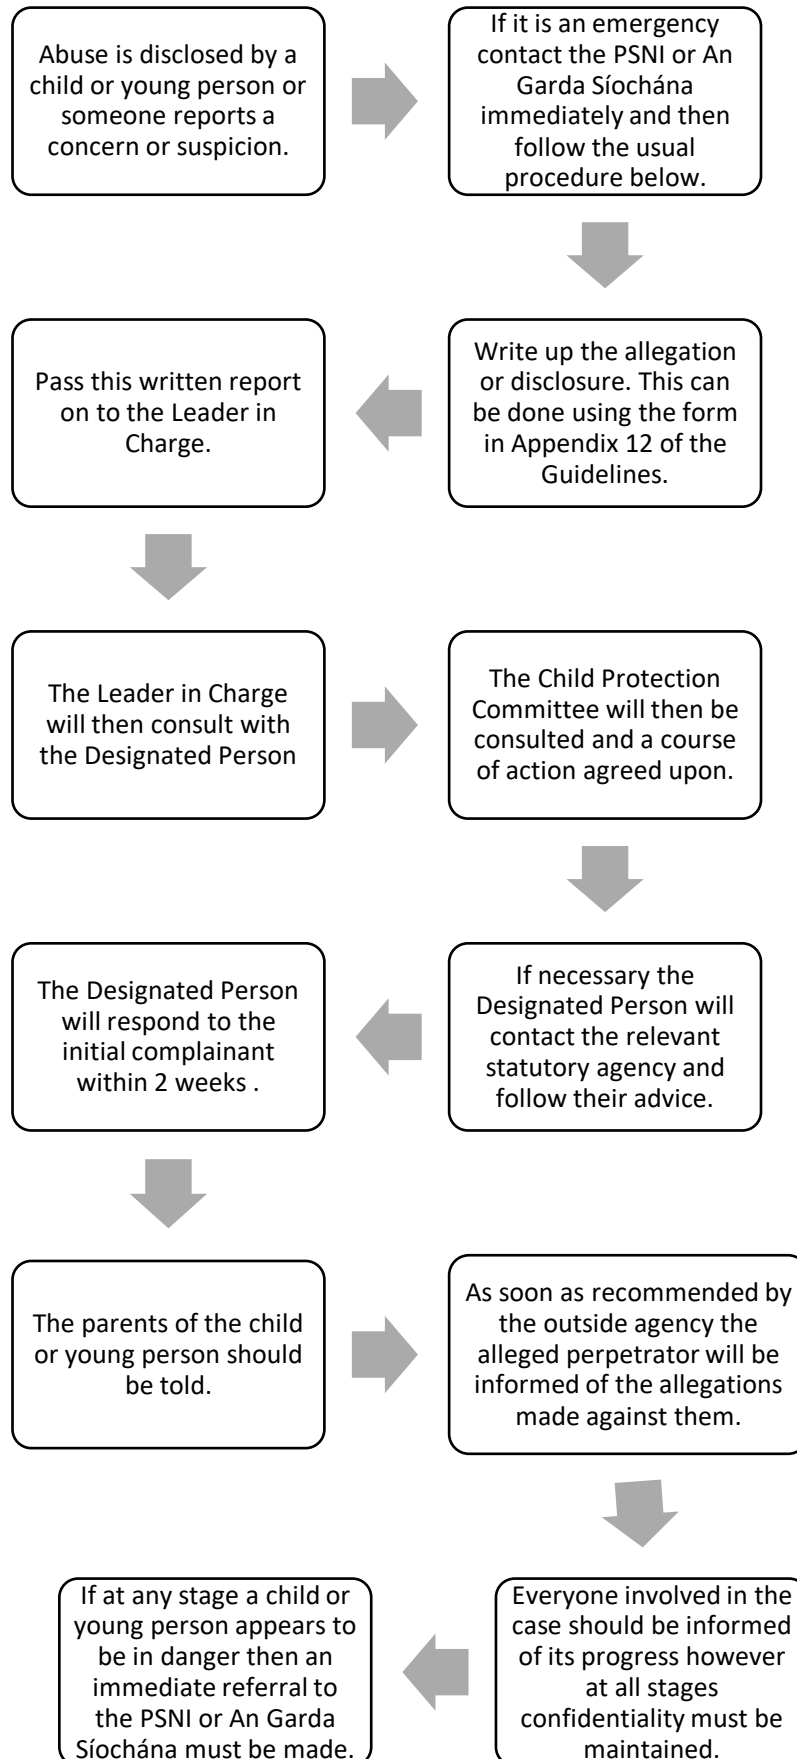 Abuse is disclosed by a
child or young person or
someone reports a
concern or suspicion.
If it is an emergency
contact the PSNI or An
Garda Síochána
immediately and then
follow the usual
procedure below.
Write up the allegation
or disclosure. This can
be done using the form
in Appendix 12 of the
Guidelines.
Pass this written report
on to the Leader in
Charge.
The Leader in Charge
will then consult with
the Designated Person
The Child Protection
Committee will then be
consulted and a course
of action agreed upon.
If necessary the
Designated Person will
contact the relevant
statutory agency and
follow their advice.
The Designated Person
will respond to the
initial complainant
within 2 weeks .
The parents of the child
or young person should
be told.
As soon as recommended by
the outside agency the
alleged perpetrator will be
informed of the allegations
made against them.
Everyone involved in the
case should be informed
of its progress however
at all stages
confidentiality must be
maintained.
If at any stage a child or
young person appears to
be in danger then an
immediate referral to
the PSNI or An Garda
Síochána must be made.